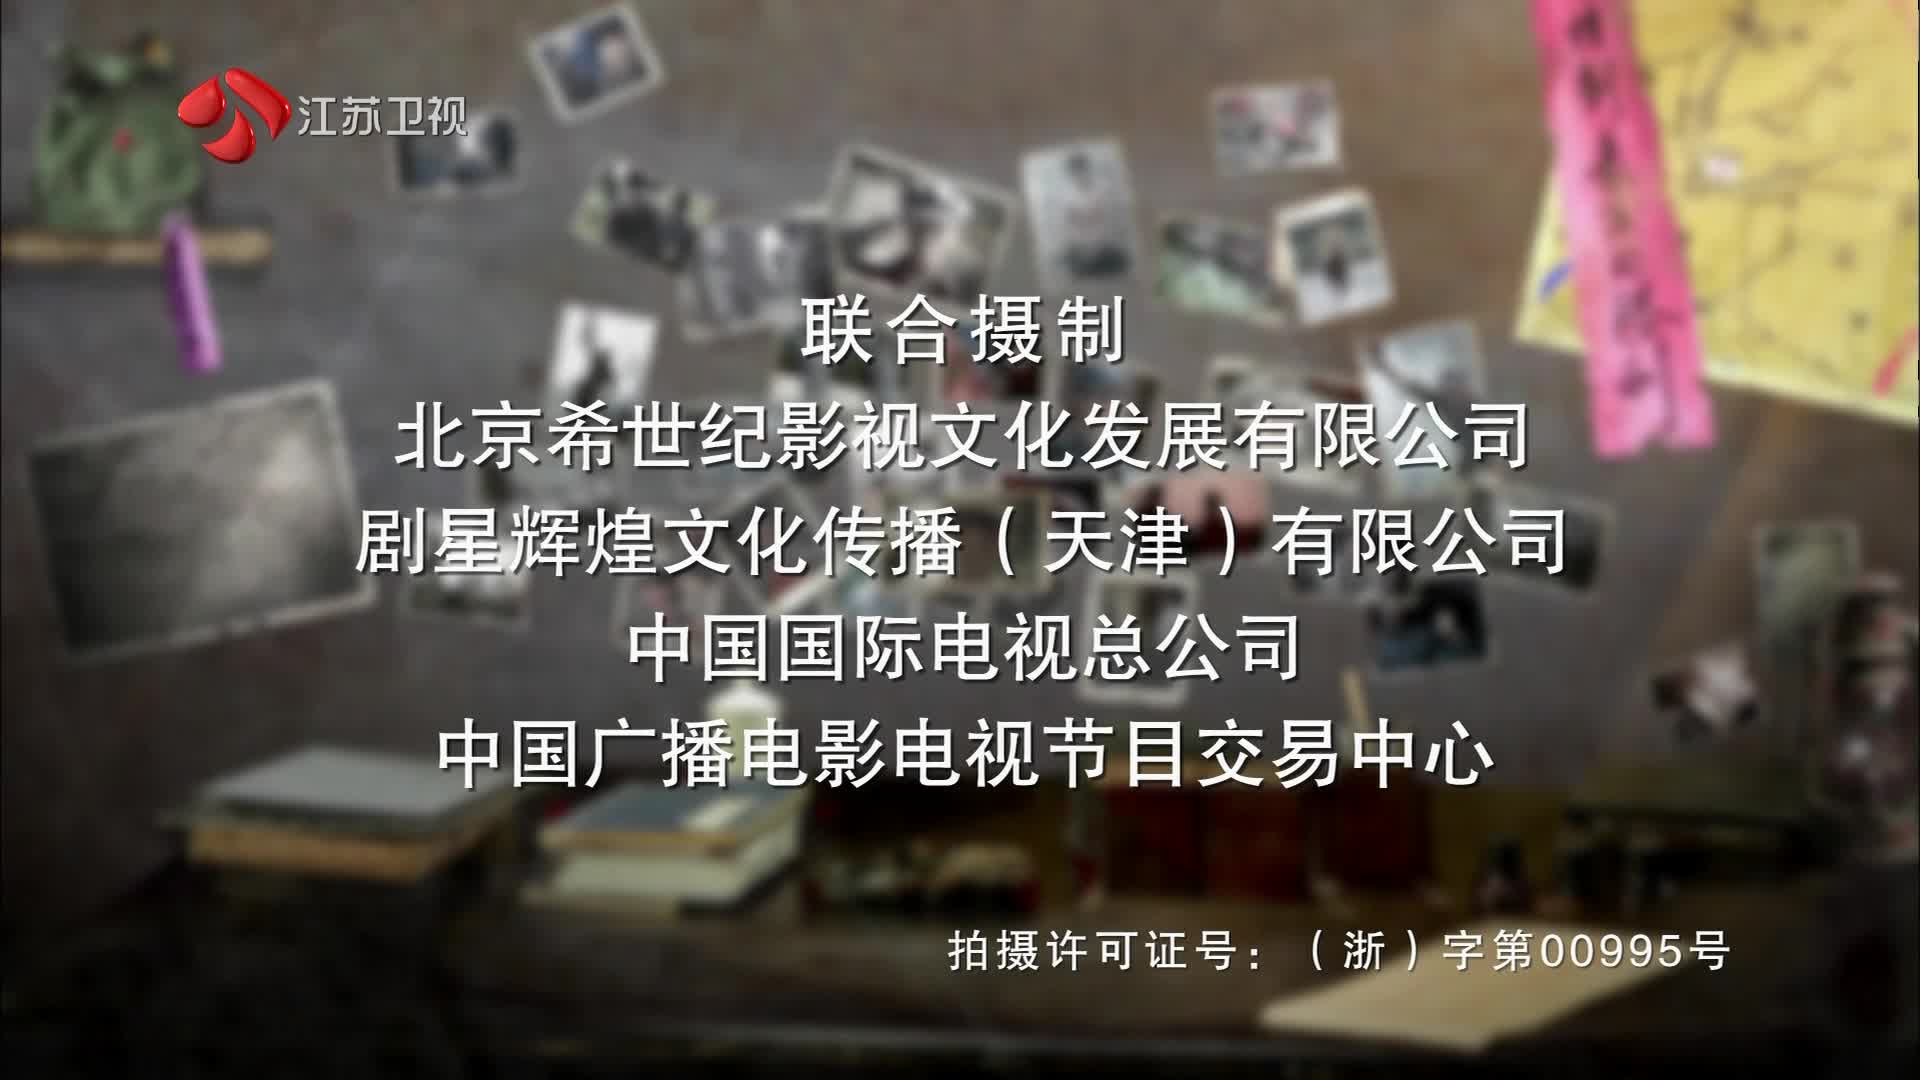 江苏卫视
联合摄制
北京希世纪影视文化发展有限公司
剧星辉煌文化传播（天津）有限公司
中国国际电视总公司
中国广播电影电视节目交易中心
拍摄许可证号：（浙）字第00995号